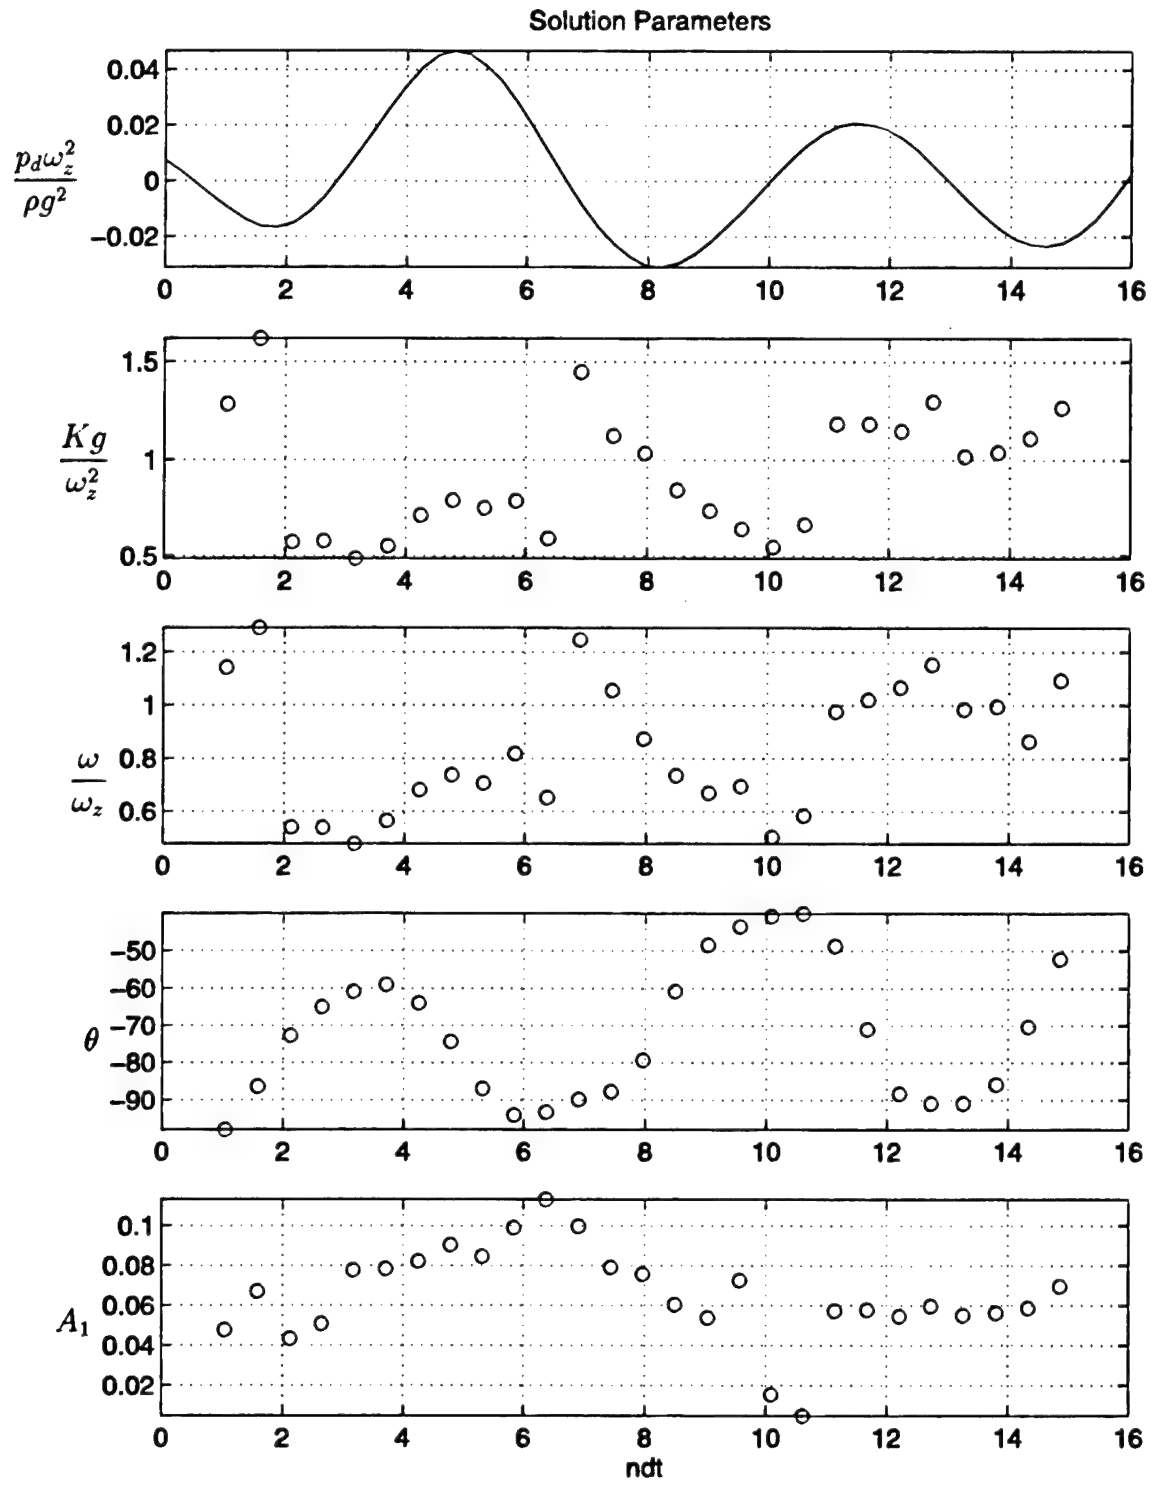 Solution Parameters
0.04
0.02
0
−0.02
p_d ω_z^2 / ρg^2
0 2 4 6 8 10 12 14 16
1.5
1
0.5
Kg / ω_z^2
0 2 4 6 8 10 12 14 16
1.2
1
0.8
0.6
ω / ω_z
0 2 4 6 8 10 12 14 16
−50
−60
−70
−80
−90
θ
0 2 4 6 8 10 12 14 16
0.1
0.08
0.06
0.04
0.02
A_1
0 2 4 6 8 10 12 14 16
ndt